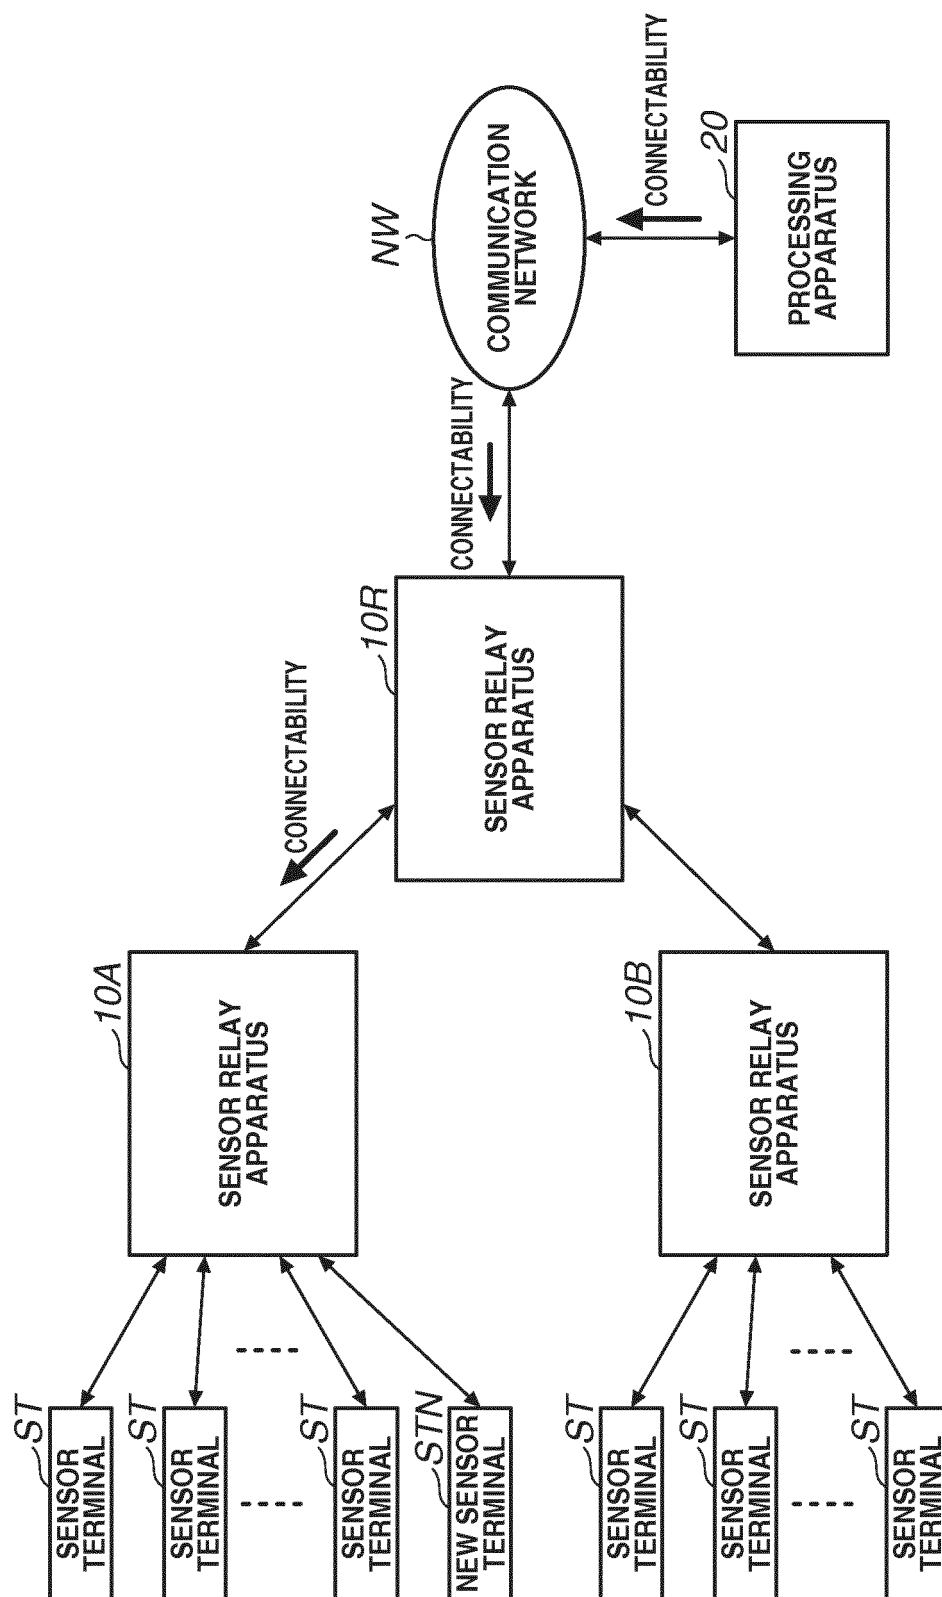 SENSOR
TERMINAL
ST
SENSOR
TERMINAL
ST
SENSOR
TERMINAL
ST
NEW SENSOR
TERMINAL
STN
SENSOR
TERMINAL
ST
SENSOR
TERMINAL
ST
SENSOR
TERMINAL
ST
10A
SENSOR RELAY
APPARATUS
10B
SENSOR RELAY
APPARATUS
CONNECTABILITY
10R
SENSOR RELAY
APPARATUS
CONNECTABILITY
NW
COMMUNICATION
NETWORK
CONNECTABILITY
20
PROCESSING
APPARATUS